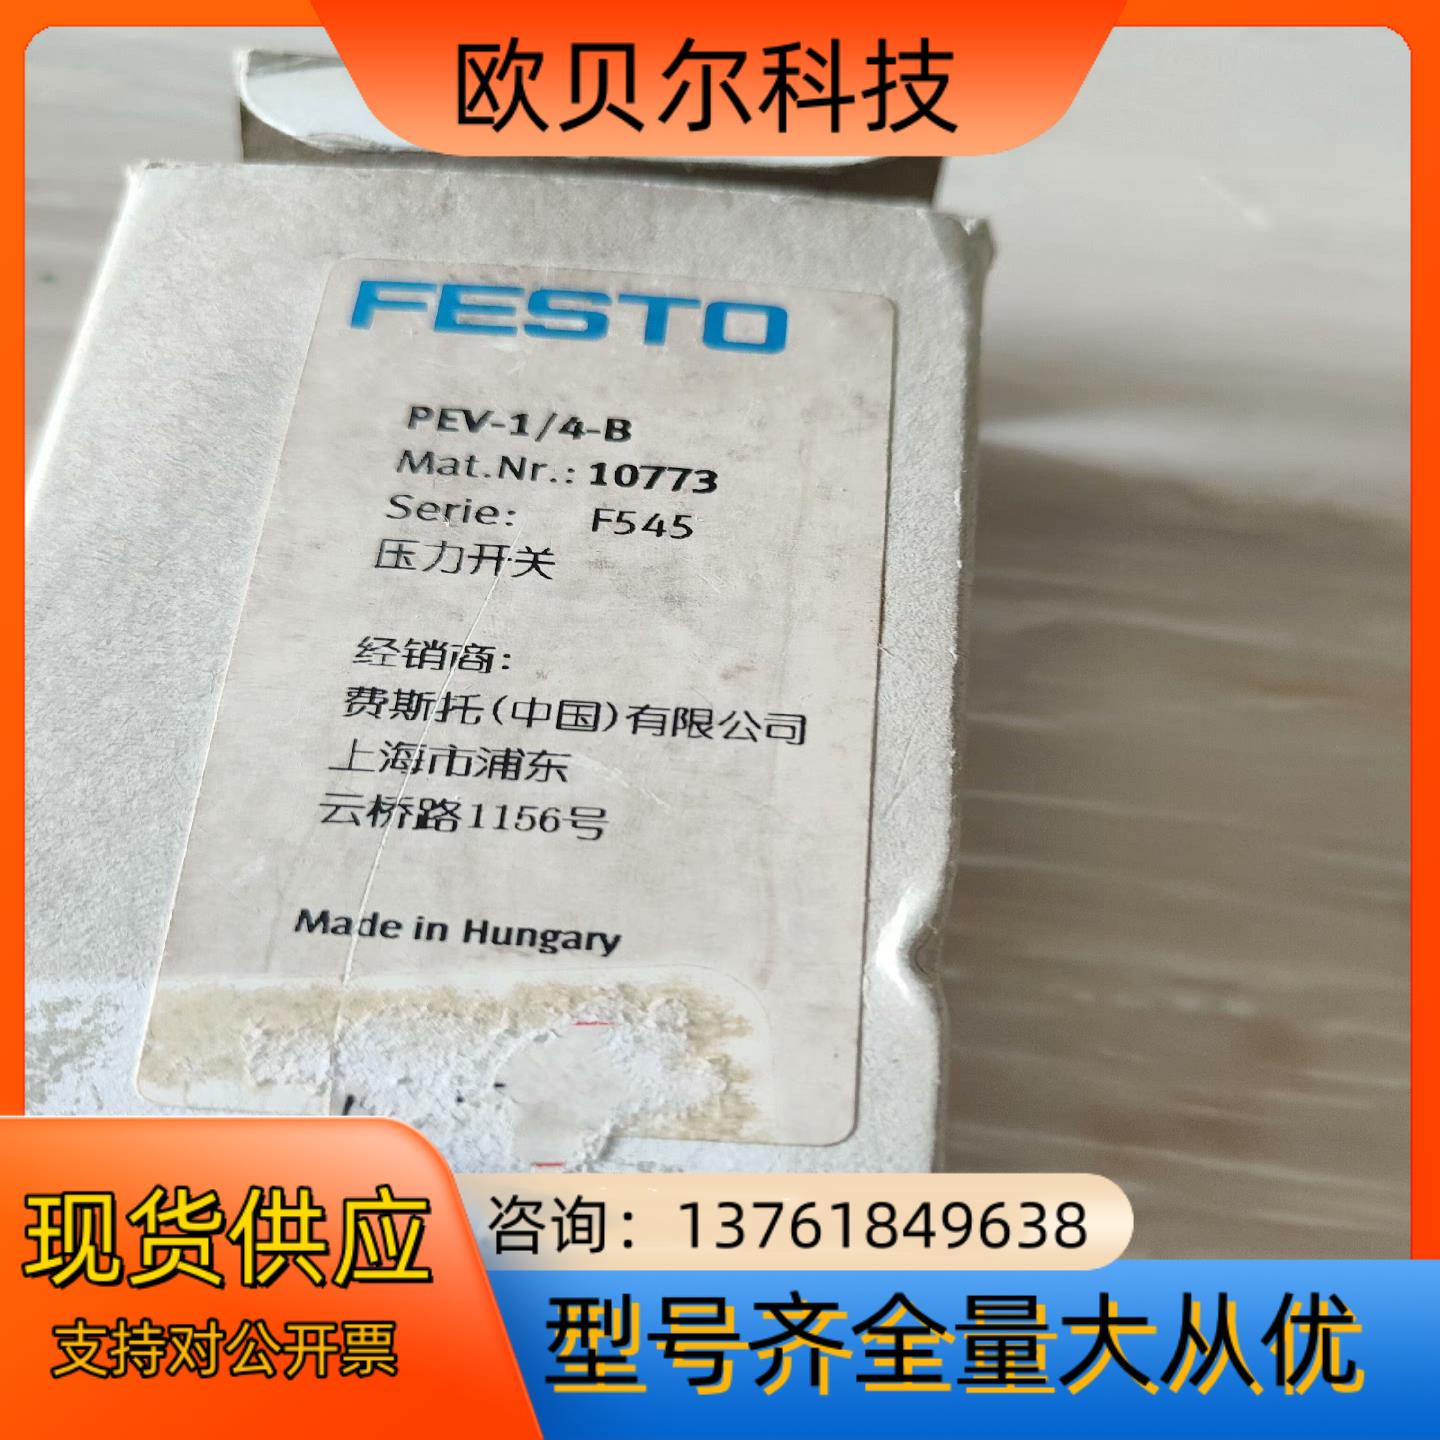 欧贝尔科技
FESTO
PEV-1/4-B
Mat.Nr.: 10773
Serie: F545
压力开关
经销商:
费斯托(中国)有限公司
上海市浦东
云桥路1156号
Made in Hungary
咨询：13761849638
现货供应
支持对公开票
型号齐全量大从优